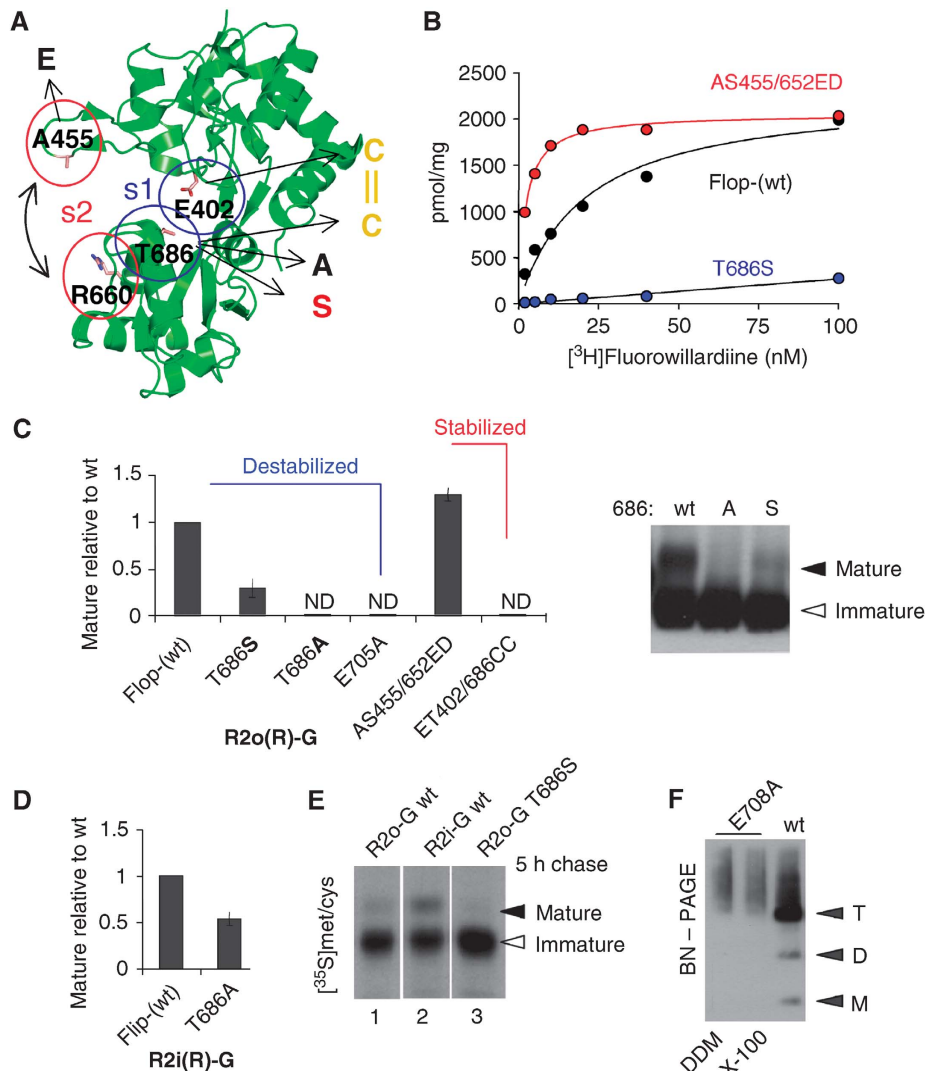 A
E
A455
s1
s2
E402
T686
R660
C
C
A
S
B
pmol/mg
2500
2000
1500
1000
500
0
0
25
50
75
100
[³H]Fluorowillardiine (nM)
AS455/652ED
Flop-(wt)
T686S
C
Stabilized
Destabilized
Mature relative to wt
1.5
1
0.5
0
ND
ND
ND
Flop-(wt)
T686S
T686A
E705A
AS455/652ED
ET402/686CC
R2o(R)-G
686: wt A S
Mature
Immature
D
Mature relative to wt
1.5
1
0.5
0
Flip-(wt)
T686A
R2i(R)-G
E
R2o-G wt
R2i-G wt
R2o-G T686S
5 h chase
[³⁵S]met/cys
Mature
Immature
1 2 3
F
E708A
wt
BN – PAGE
T
D
M
DDM
X-100